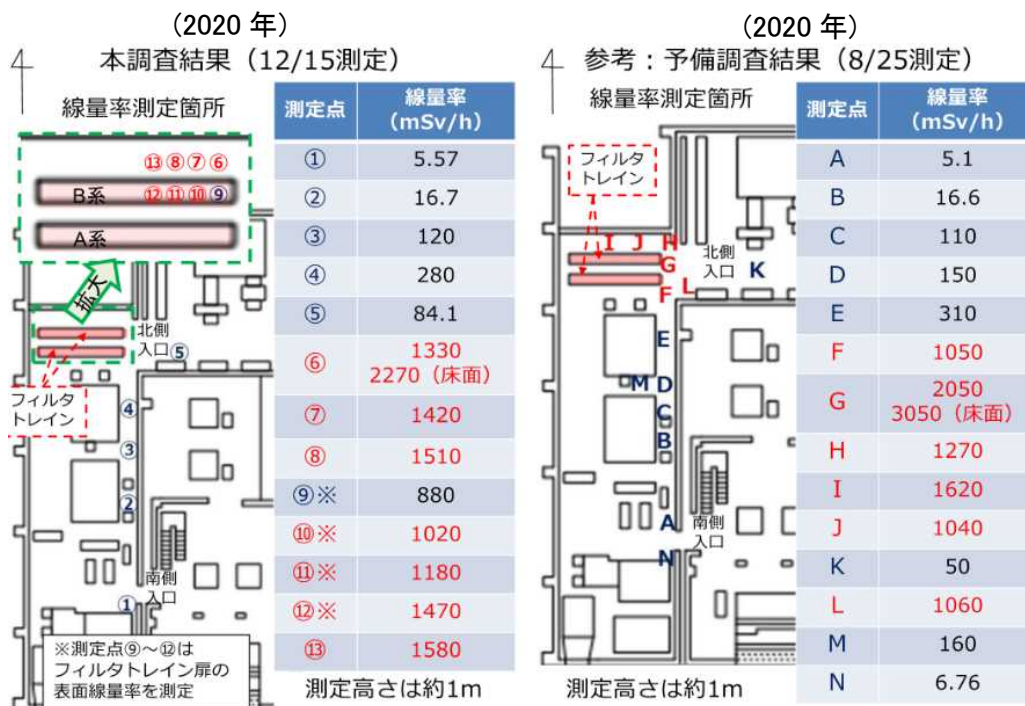 （2020 年）
本調査結果（12/15測定）
線量率測定箇所
⑬⑧⑦⑥
B系
⑫⑪⑩⑨
A系
拡大
北側
入口
⑤
フィルタ
トレイン
④
③
②
南側
入口
①
※測定点⑨～⑫は
フィルタトレイン扉の
表面線量率を測定
測定点 線量率（mSv/h）
① 5.57
② 16.7
③ 120
④ 280
⑤ 84.1
⑥ 1330
2270（床面）
⑦ 1420
⑧ 1510
⑨※ 880
⑩※ 1020
⑪※ 1180
⑫※ 1470
⑬ 1580
測定高さは約1m
（2020 年）
参考：予備調査結果（8/25測定）
線量率測定箇所
フィルタ
トレイン
I J H
G
北側
入口
K
L
F
E
M D
C
B
A
南側
入口
N
測定点 線量率（mSv/h）
A 5.1
B 16.6
C 110
D 150
E 310
F 1050
G 2050
3050（床面）
H 1270
I 1620
J 1040
K 50
L 1060
M 160
N 6.76
測定高さは約1m